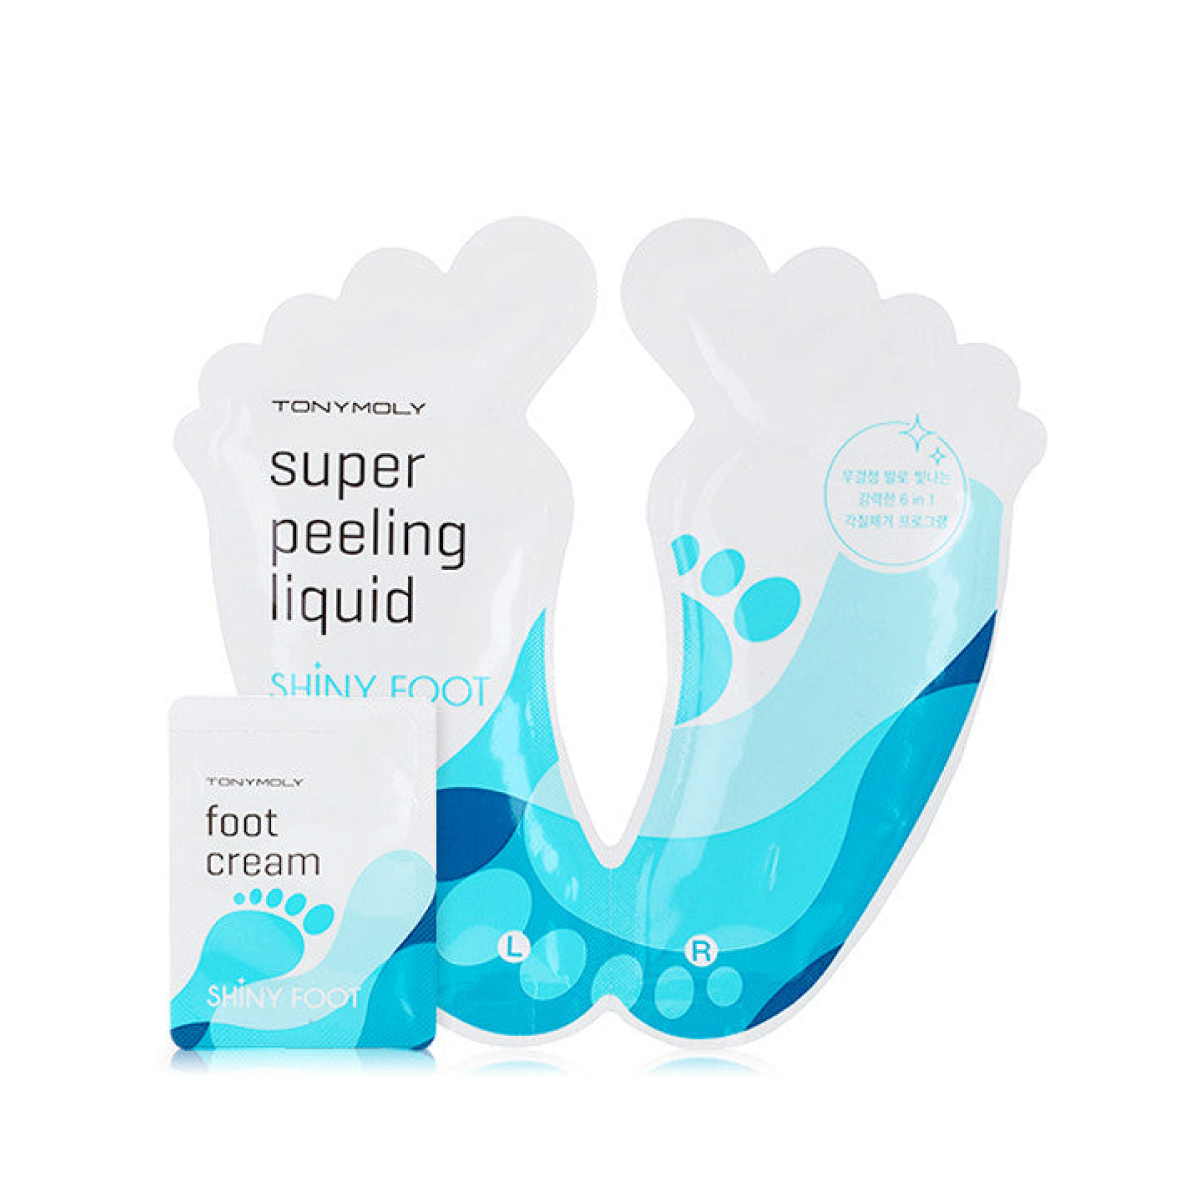 TONYMOLY
super
peeling
liquid
SHINY FOOT
무결점 발로 빛나는
강력한 6 in 1
각질제거 프로그램
TONYMOLY
foot
cream
SHINY FOOT
L
R